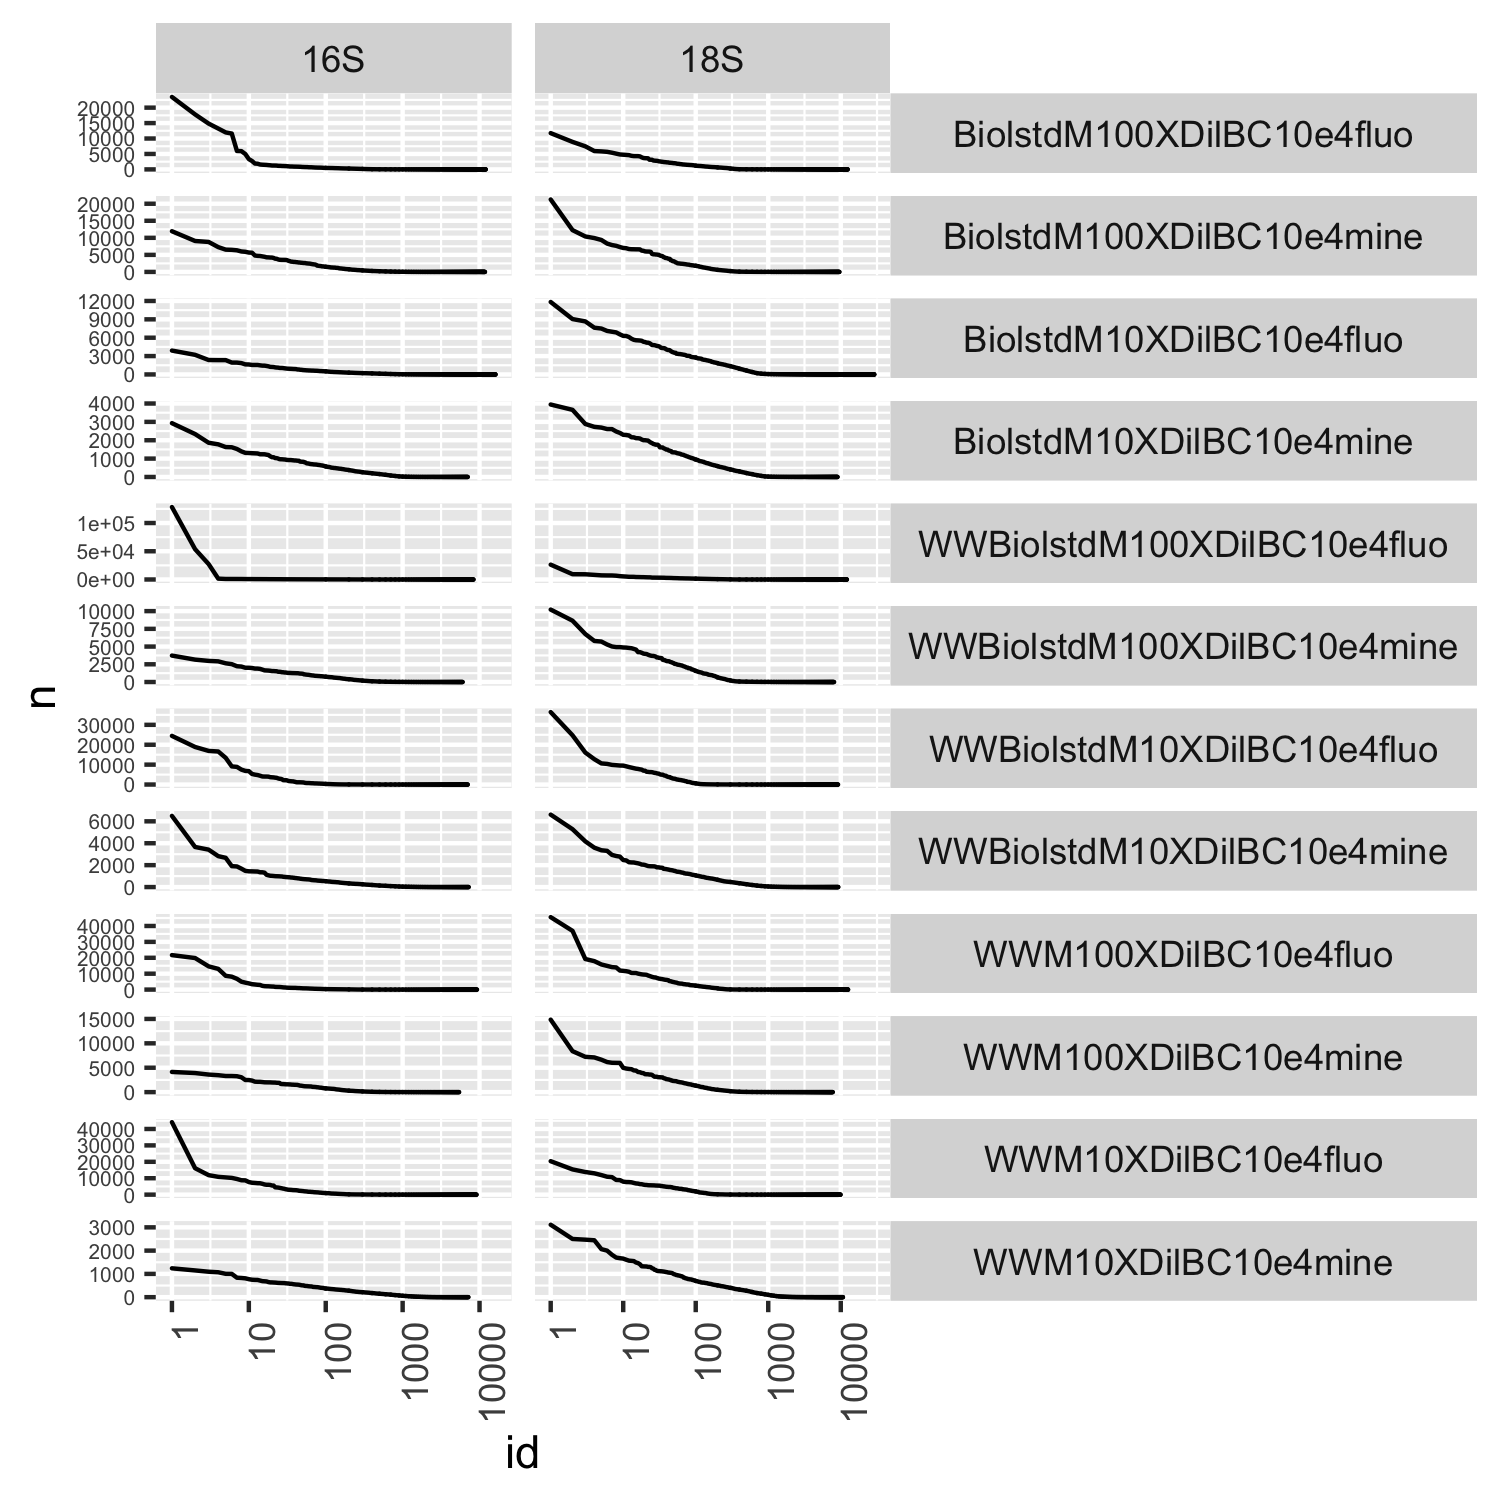 16S 18S
20000
15000
10000
5000
0
BiolstdM100XDilBC10e4fluo
20000
15000
10000
5000
0
BiolstdM100XDilBC10e4mine
12000
9000
6000
3000
0
BiolstdM10XDilBC10e4fluo
4000
3000
2000
1000
0
BiolstdM10XDilBC10e4mine
1e+05
5e+04
0e+00
WWBiolstdM100XDilBC10e4fluo
10000
7500
5000
2500
0
WWBiolstdM100XDilBC10e4mine
30000
20000
10000
0
WWBiolstdM10XDilBC10e4fluo
6000
4000
2000
0
WWBiolstdM10XDilBC10e4mine
40000
30000
20000
10000
0
WWM100XDilBC10e4fluo
15000
10000
5000
0
WWM100XDilBC10e4mine
40000
30000
20000
10000
0
WWM10XDilBC10e4fluo
3000
2000
1000
0
WWM10XDilBC10e4mine
n
1 10 100 1000 10000 1 10 100 1000 10000
id